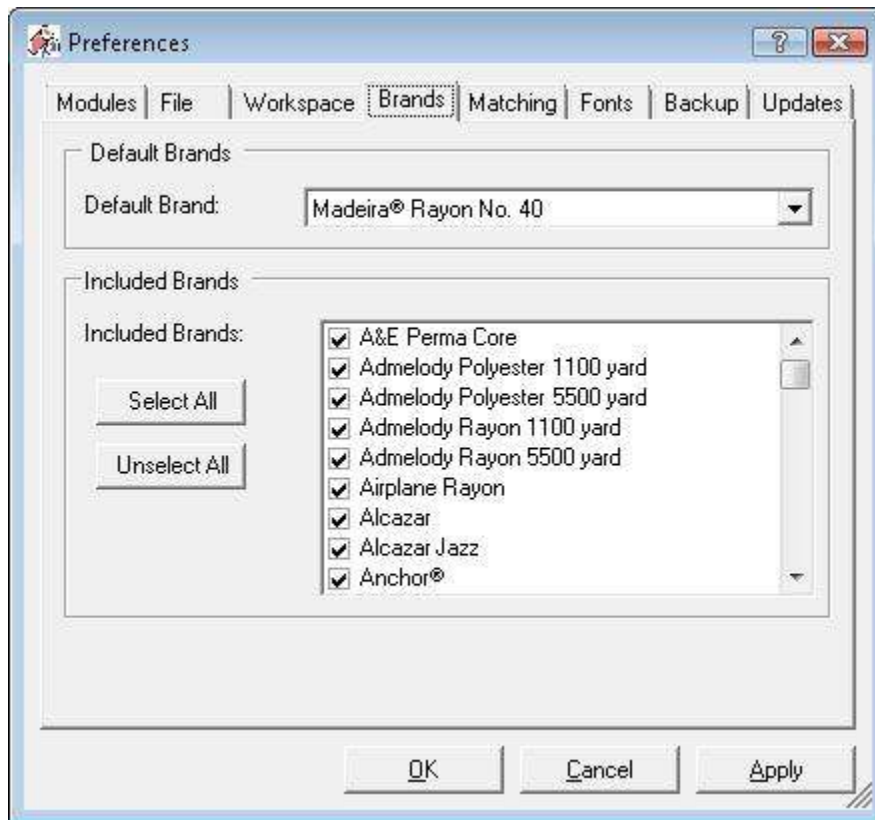 Preferences
Modules File Workspace Brands Matching Fonts Backup Updates
Default Brands
Default Brand: Madeira® Rayon No. 40
Included Brands
Included Brands:
Select All
Unselect All
A&E Perma Core
Admelody Polyester 1100 yard
Admelody Polyester 5500 yard
Admelody Rayon 1100 yard
Admelody Rayon 5500 yard
Airplane Rayon
Alcazar
Alcazar Jazz
Anchor®
OK Cancel Apply